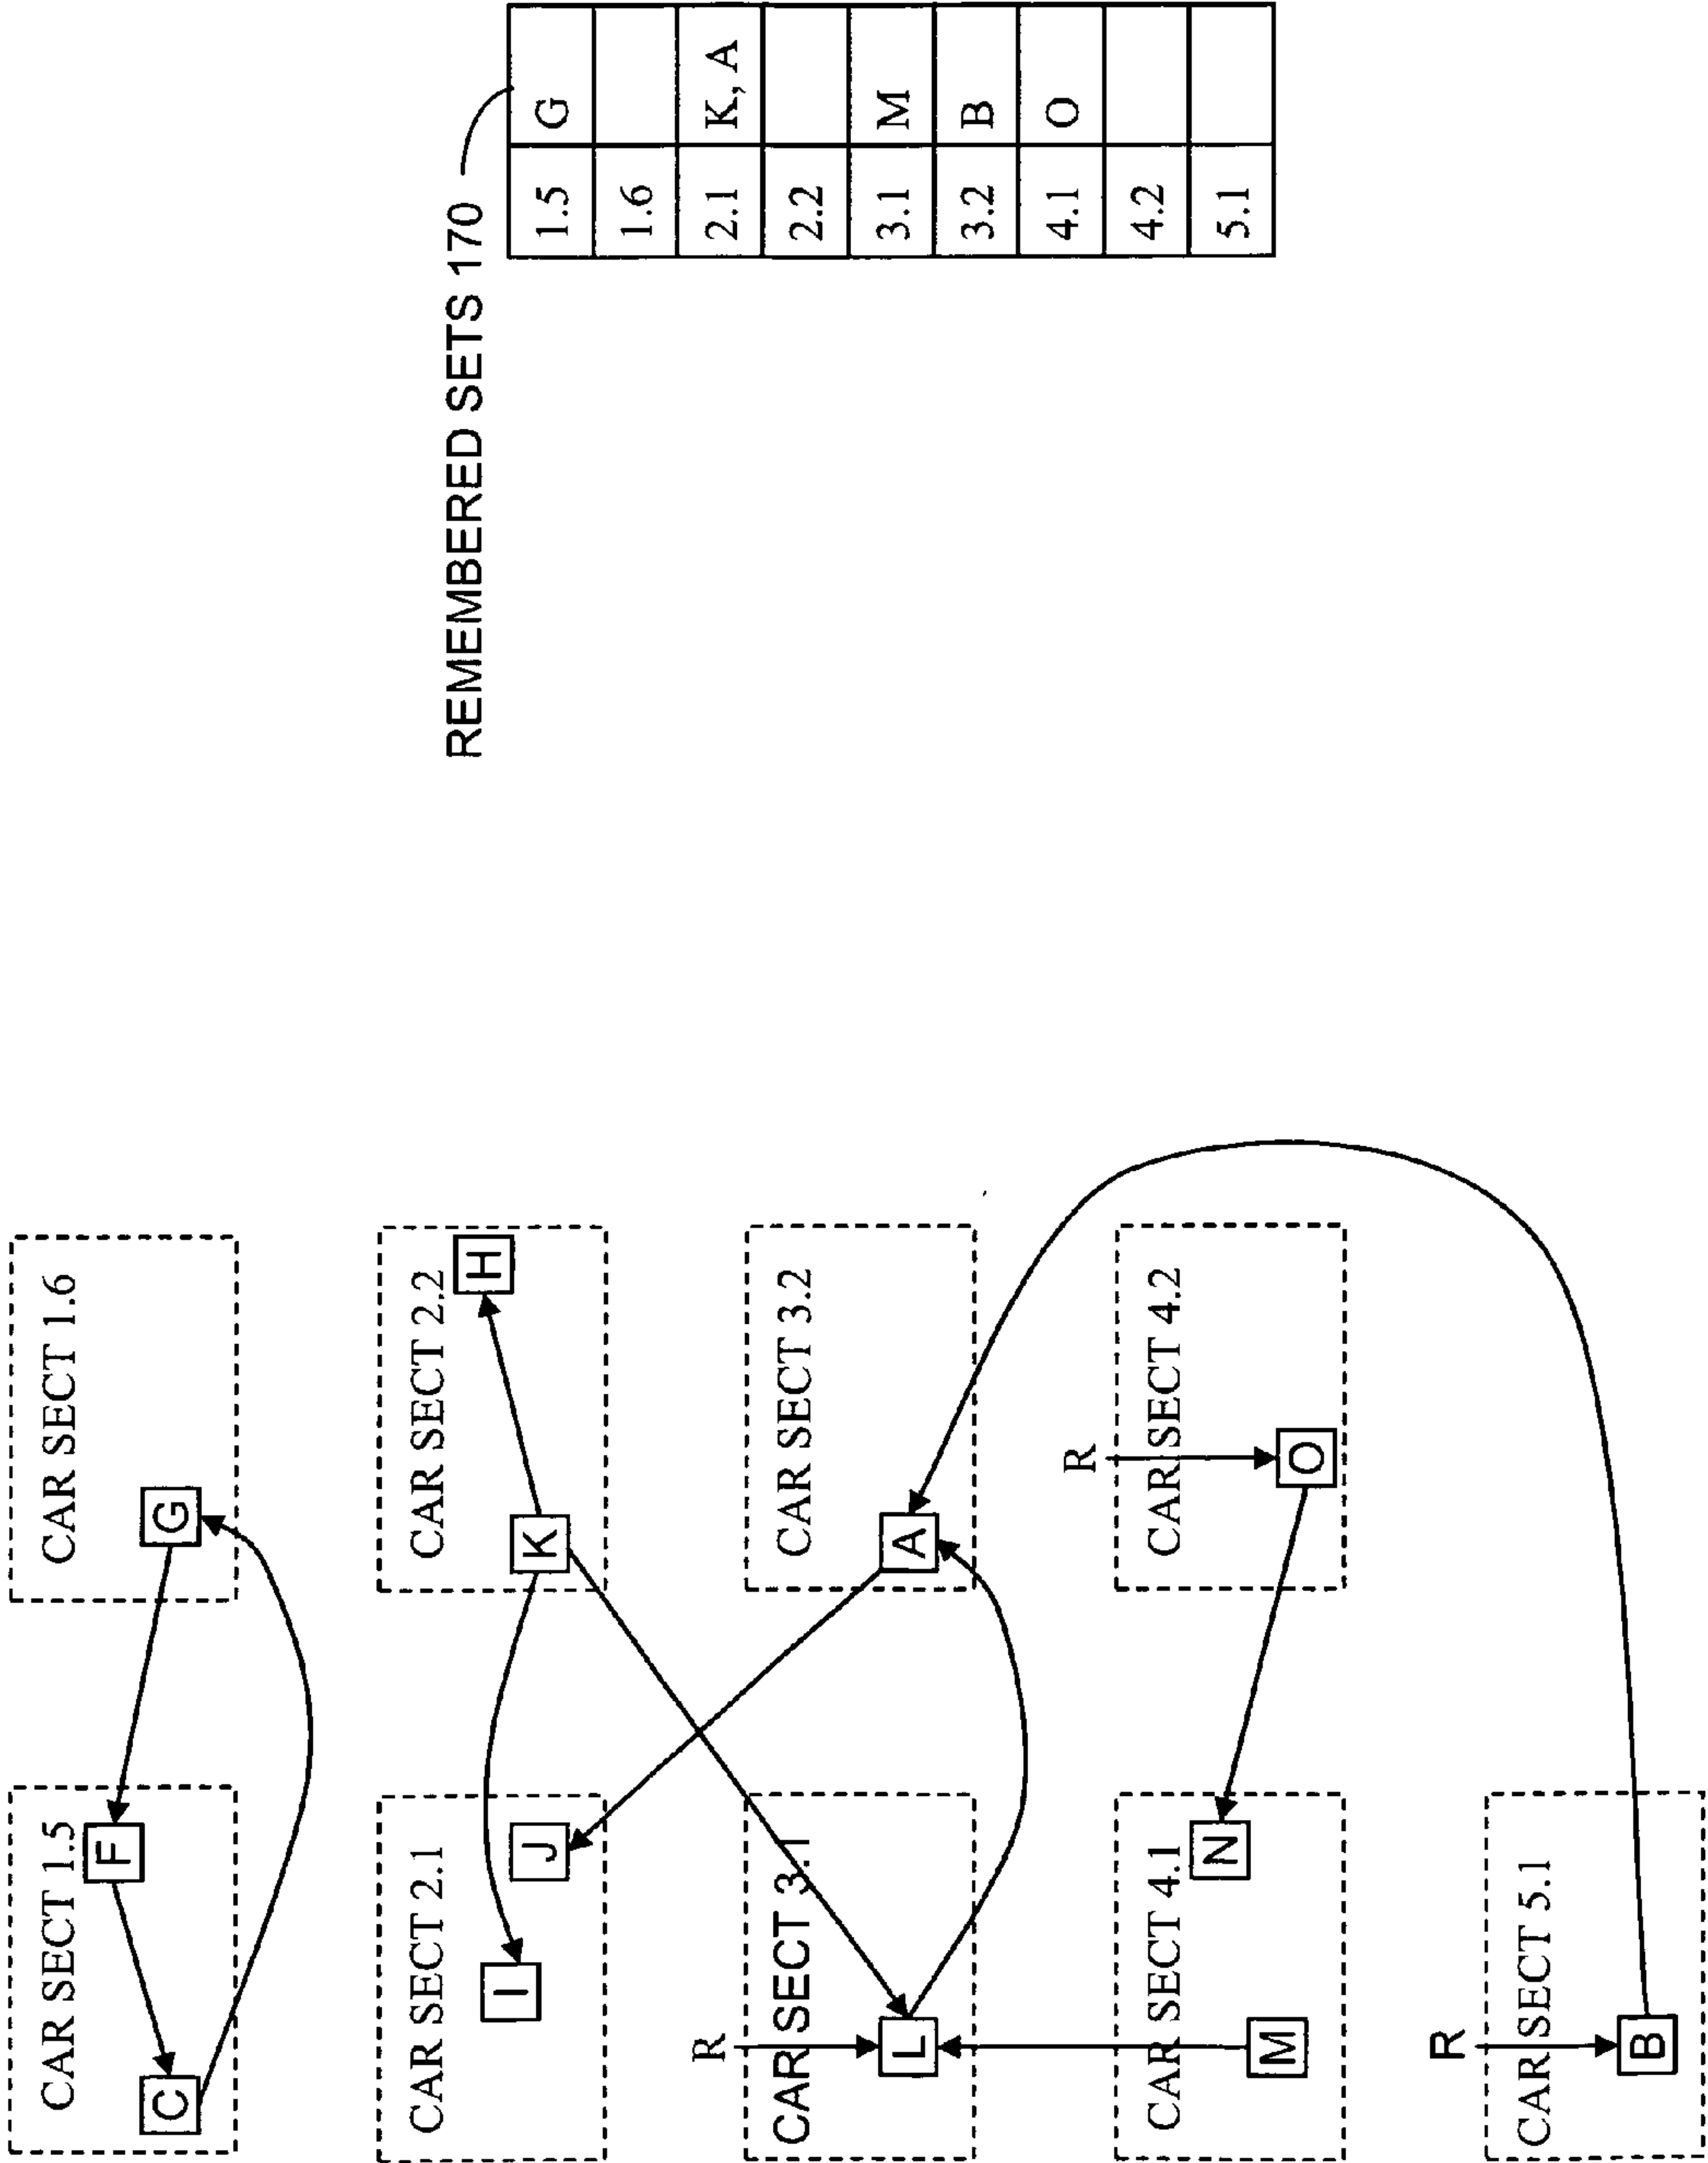 CAR SECT 1.5
C
F
CAR SECT 1.6
G
CAR SECT 2.1
I
J
CAR SECT 2.2
K
H
R
CAR SECT 3.1
L
CAR SECT 3.2
A
CAR SECT 4.1
M
N
R
CAR SECT 4.2
O
R
CAR SECT 5.1
B
REMEMBERED SETS 170
1.5 G
1.6
2.1 K, A
2.2
3.1 M
3.2 B
4.1 O
4.2
5.1